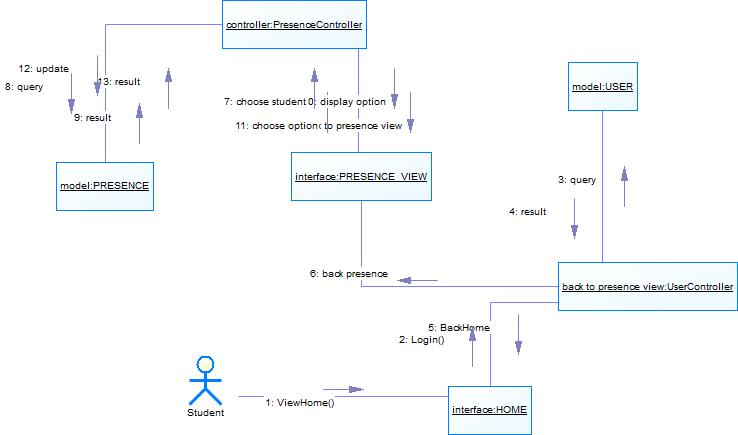 controller:PresenceController
12: update
13: result
8: query
9: result
7: choose student
0: display option
11: choose option
to presence view
model:USER
model:PRESENCE
interface:PRESENCE_VIEW
3: query
4: result
6: back presence
back to presence view:UserController
5: BackHome
2: Login()
1: ViewHome()
Student
interface:HOME